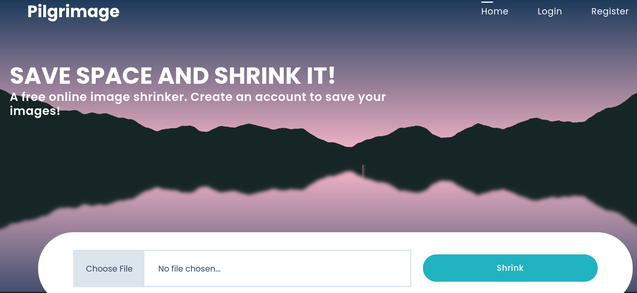 Pilgrimage
Home Login Register
SAVE SPACE AND SHRINK IT!
A free online image shrinker. Create an account to save your
images!
Choose File No file chosen...
Shrink